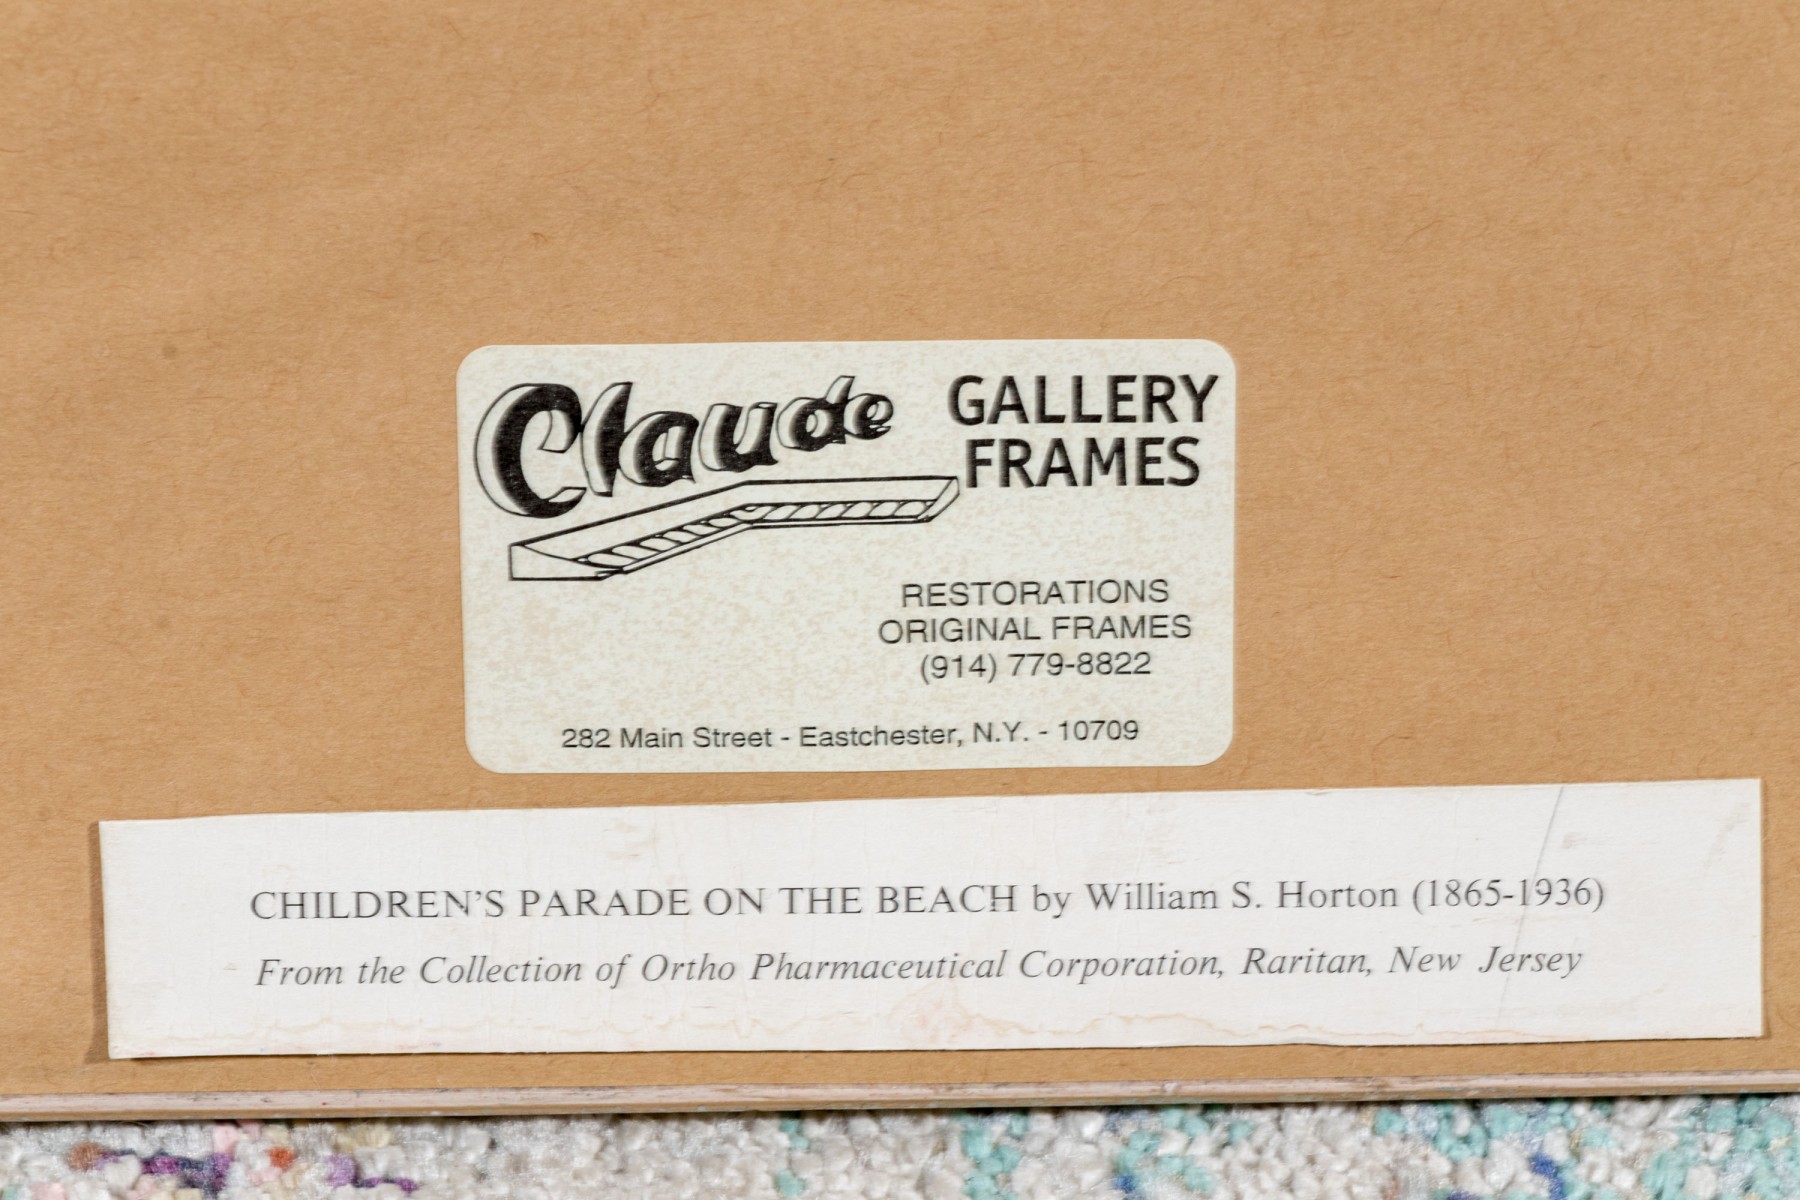 Claude GALLERY
FRAMES
RESTORATIONS
ORIGINAL FRAMES
(914) 779-8822
282 Main Street - Eastchester, N.Y. - 10709
CHILDREN'S PARADE ON THE BEACH by William S. Horton (1865-1936)
From the Collection of Ortho Pharmaceutical Corporation, Raritan, New Jersey